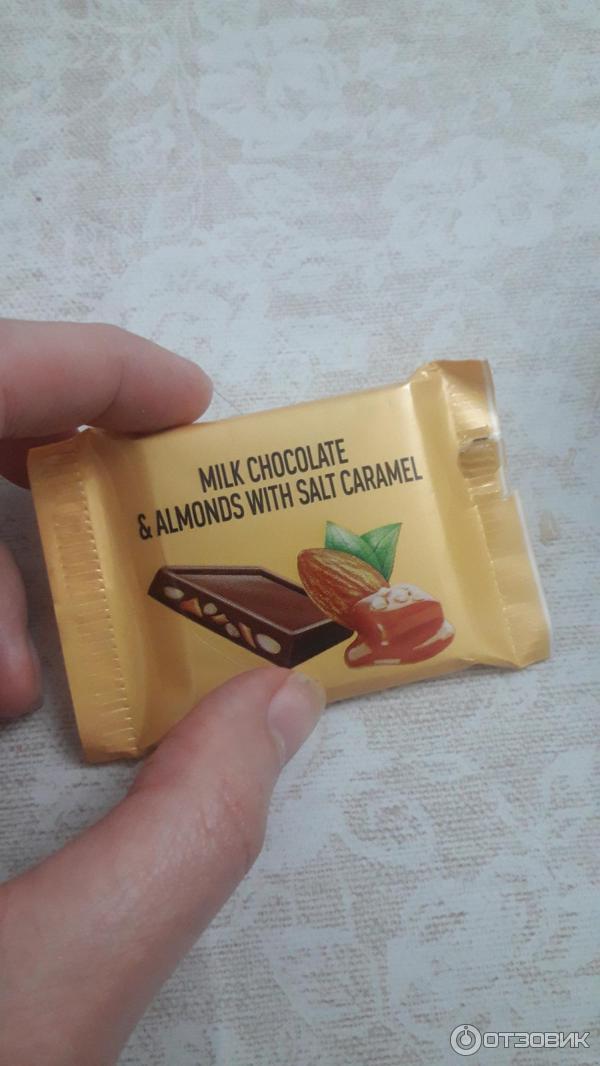 MILK CHOCOLATE
& ALMONDS WITH SALT CARAMEL
ОТЗОВИК